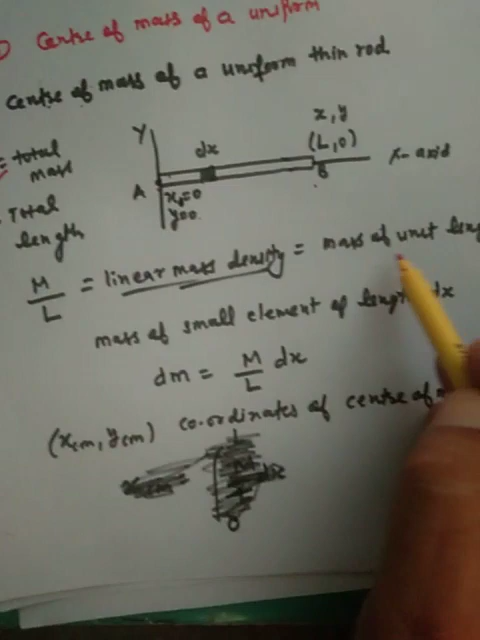 Centre of mass of a uniform
Centre of mass of a uniform thin rod
= total mass
Total length
Y
dx
x, y
(L, 0)
x-axis
A
x=0
y=0
B
M/L = linear mass density = mass of unit
mass of small element of length dx
dm = M/L dx
(xcm, ycm) co-ordinates of centre of